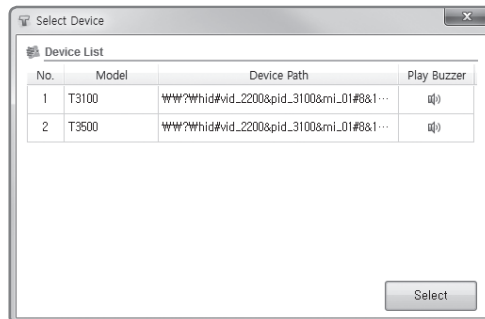 Select Device
Device List
No. Model Device Path Play Buzzer
1 T3100 ₩₩?₩hid#vid_2200&pid_3100&mi_01#8&1···
2 T3500 ₩₩?₩hid#vid_2200&pid_3100&mi_01#8&1···
Select